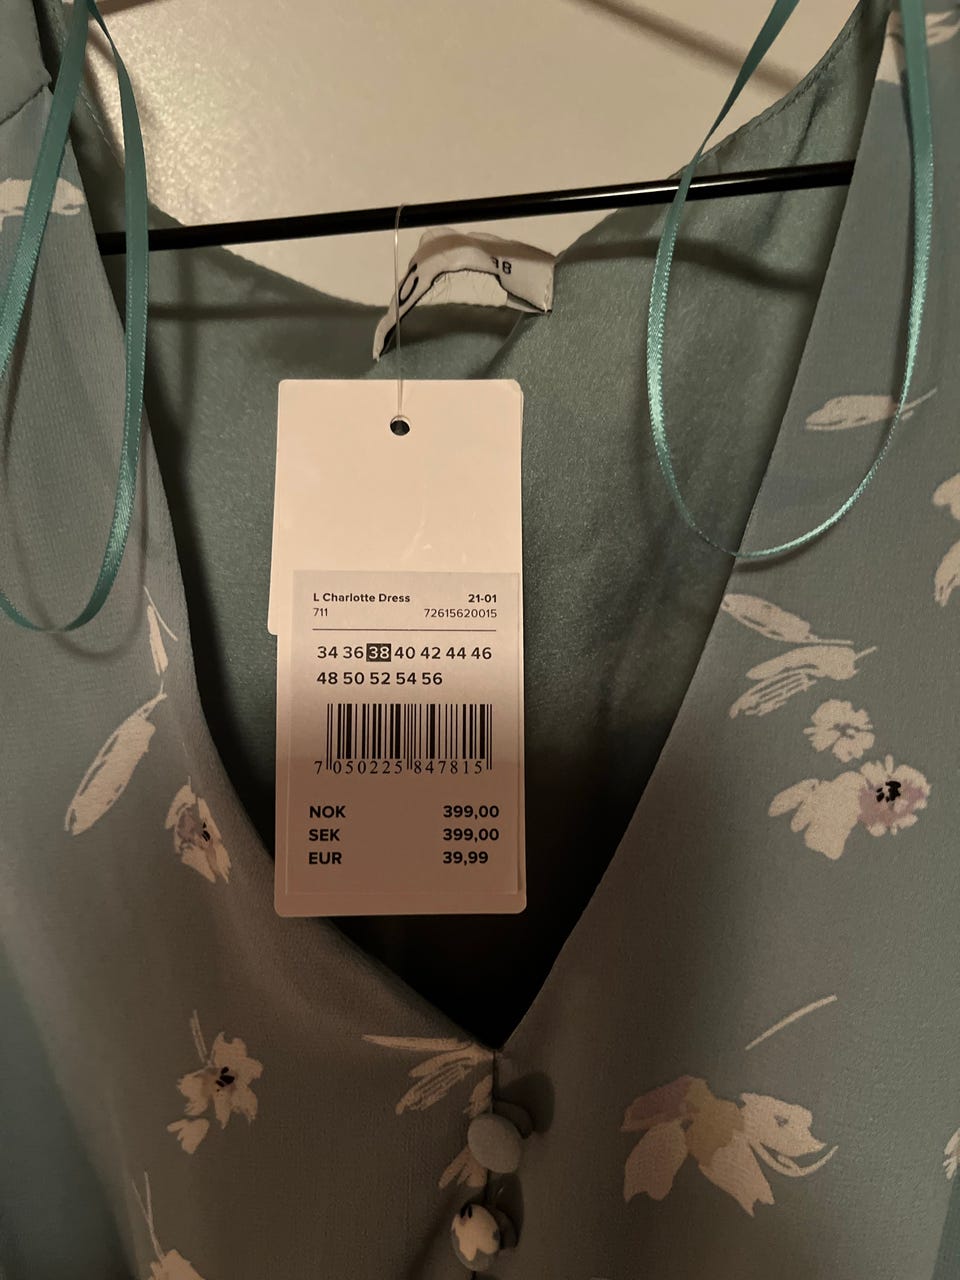 38
L Charlotte Dress 21-01
711 72615620015
34 36 38 40 42 44 46
48 50 52 54 56
7 050225 847815
NOK 399,00
SEK 399,00
EUR 39,99